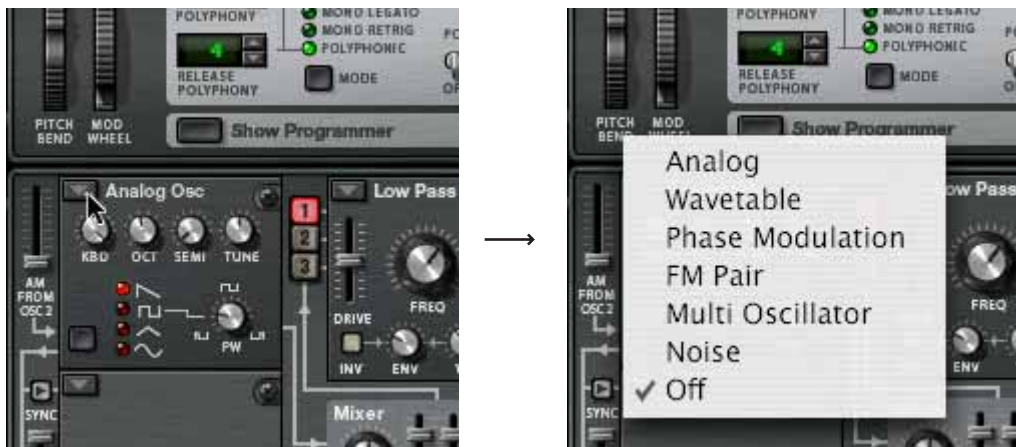 POLYPHONY
MONO LEGATO
MONO RETRIG
POLYPHONIC
4
RELEASE
POLYPHONY
MODE
PITCH
BEND
MOD
WHEEL
Show Programmer
Analog Osc
KBD
OCT
SEMI
TUNE
AM
FROM
OSC 2
PW
SYNC
1
2
3
Low Pass
DRIVE
FREQ
INV
ENV
Mixer
POLYPHONY
MONO LEGATO
MONO RETRIG
POLYPHONIC
4
RELEASE
POLYPHONY
MODE
PITCH
BEND
MOD
WHEEL
Show Programmer
Analog
Wavetable
Phase Modulation
FM Pair
Multi Oscillator
Noise
✓ Off
ow Pass
AM
FROM
OSC 2
FREQ
ENV
SYNC